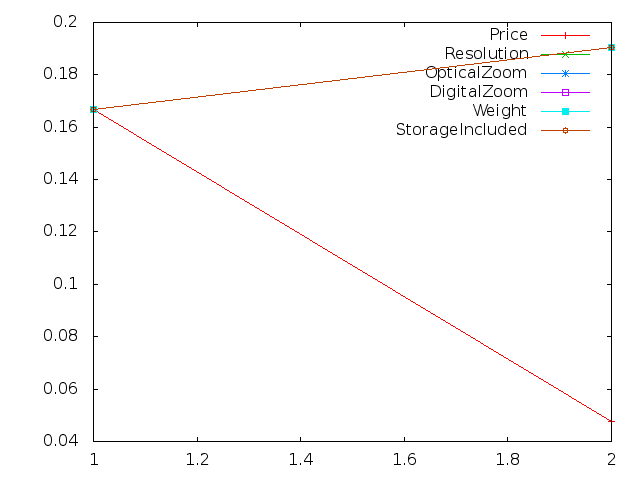 0.2
0.18
0.16
0.14
0.12
0.1
0.08
0.06
0.04
1 1.2 1.4 1.6 1.8 2
Price
Resolution
OpticalZoom
DigitalZoom
Weight
StorageIncluded